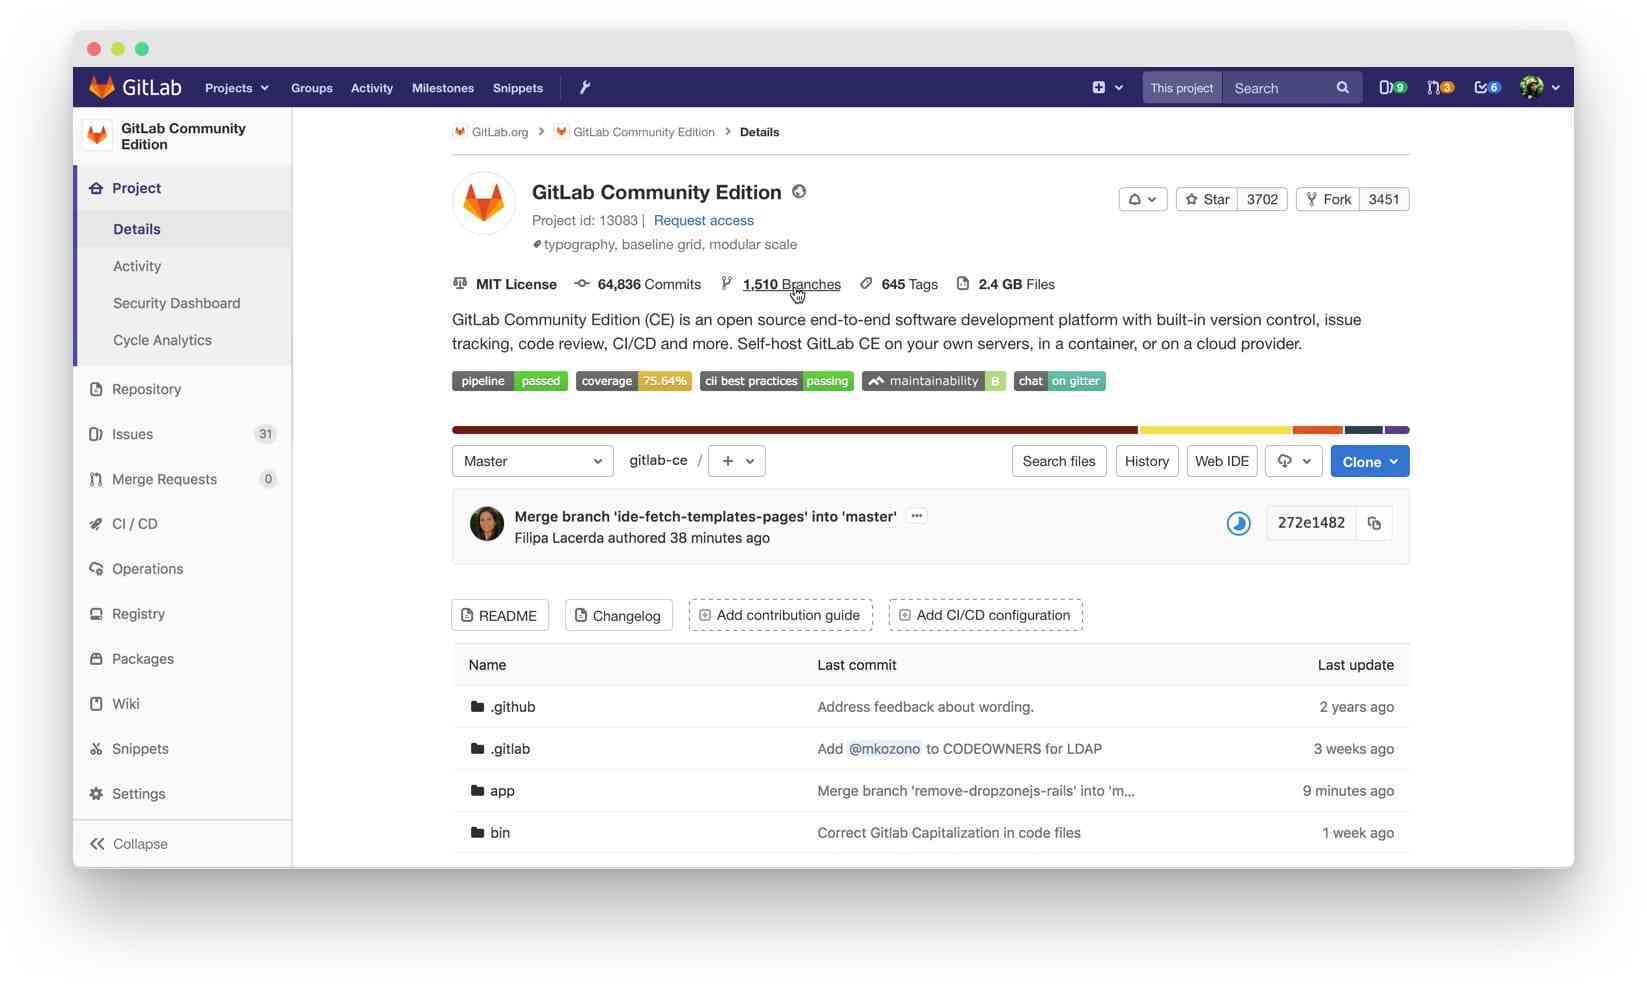 GitLab Projects Groups Activity Milestones Snippets This project Search 9 3 6
GitLab Community
Edition
Project
Details
Activity
Security Dashboard
Cycle Analytics
Repository
Issues 31
Merge Requests 0
CI / CD
Operations
Registry
Packages
Wiki
Snippets
Settings
Collapse
GitLab.org > GitLab Community Edition > Details
GitLab Community Edition
Star 3702 Fork 3451
Project id: 13083 | Request access
typography, baseline grid, modular scale
MIT License 64,836 Commits 1,510 Branches 645 Tags 2.4 GB Files
GitLab Community Edition (CE) is an open source end-to-end software development platform with built-in version control, issue
tracking, code review, CI/CD and more. Self-host GitLab CE on your own servers, in a container, or on a cloud provider.
pipeline passed coverage 75.64% cii best practices passing maintainability B chat on gitter
Master gitlab-ce / + Search files History Web IDE Clone
Merge branch 'ide-fetch-templates-pages' into 'master' ...
Filipa Lacerda authored 38 minutes ago
272e1482
README Changelog Add contribution guide Add CI/CD configuration
Name Last commit Last update
.github Address feedback about wording. 2 years ago
.gitlab Add @mkozono to CODEOWNERS for LDAP 3 weeks ago
app Merge branch 'remove-dropzonejs-rails' into 'm... 9 minutes ago
bin Correct Gitlab Capitalization in code files 1 week ago